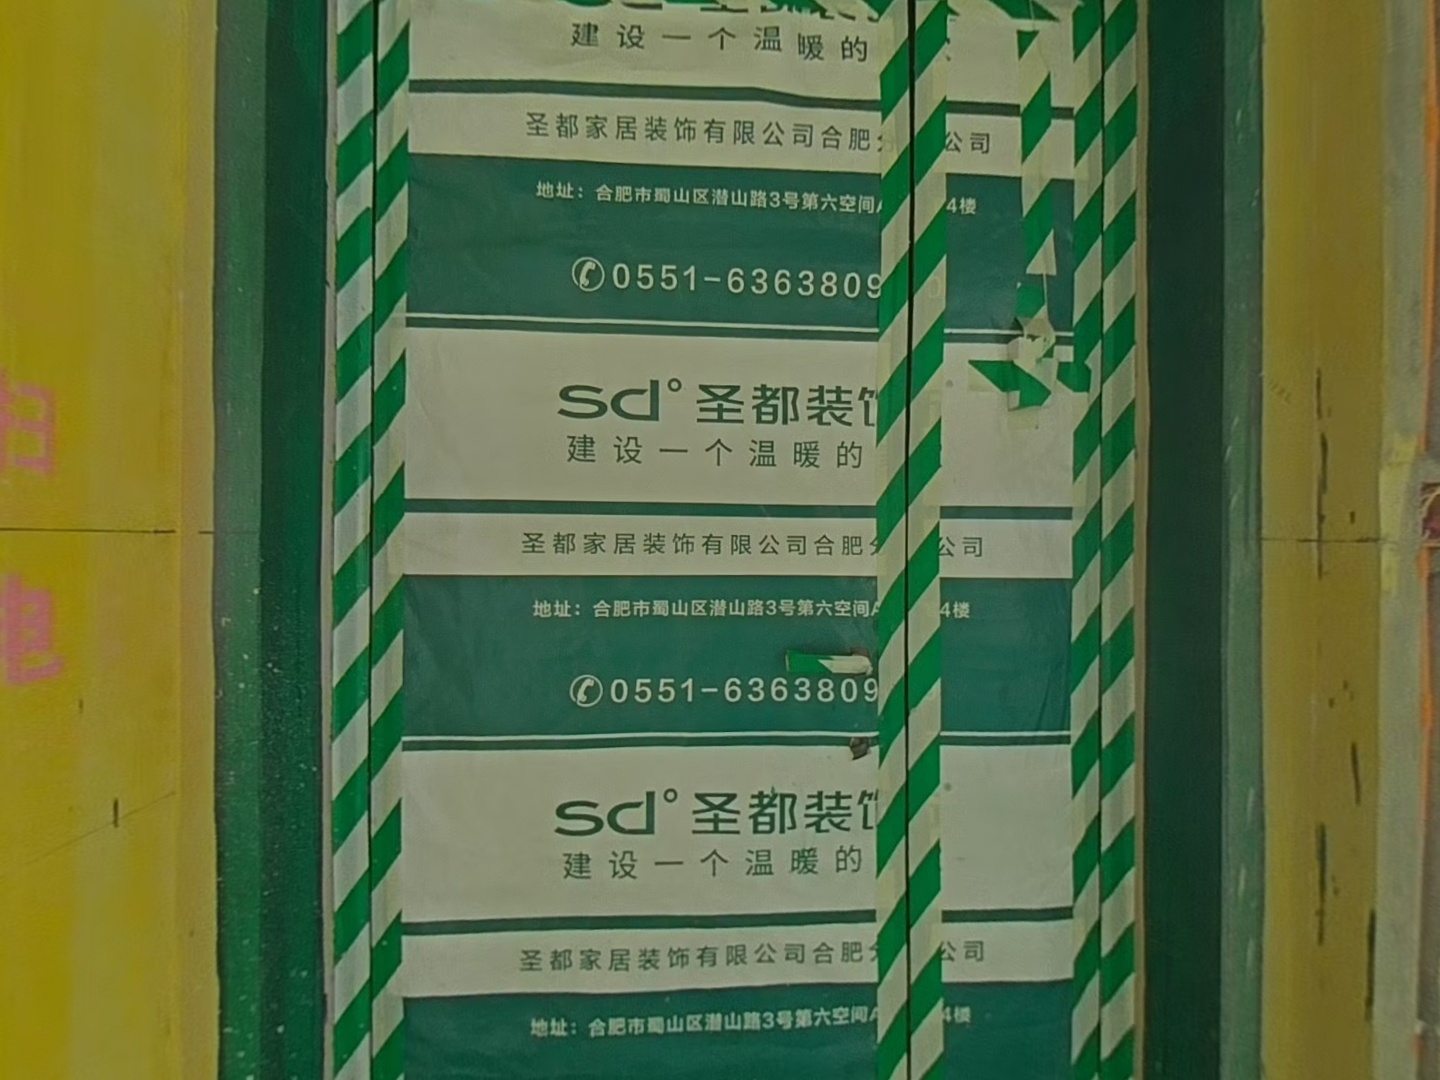 建设一个温暖的
圣都家居装饰有限公司合肥 公司
地址：合肥市蜀山区潜山路3号第六空间A 4楼
0551-6363809
sd°圣都装饰
建设一个温暖的
圣都家居装饰有限公司合肥 公司
地址：合肥市蜀山区潜山路3号第六空间A 4楼
0551-6363809
sd°圣都装饰
建设一个温暖的
圣都家居装饰有限公司合肥 公司
地址：合肥市蜀山区潜山路3号第六空间A 4楼